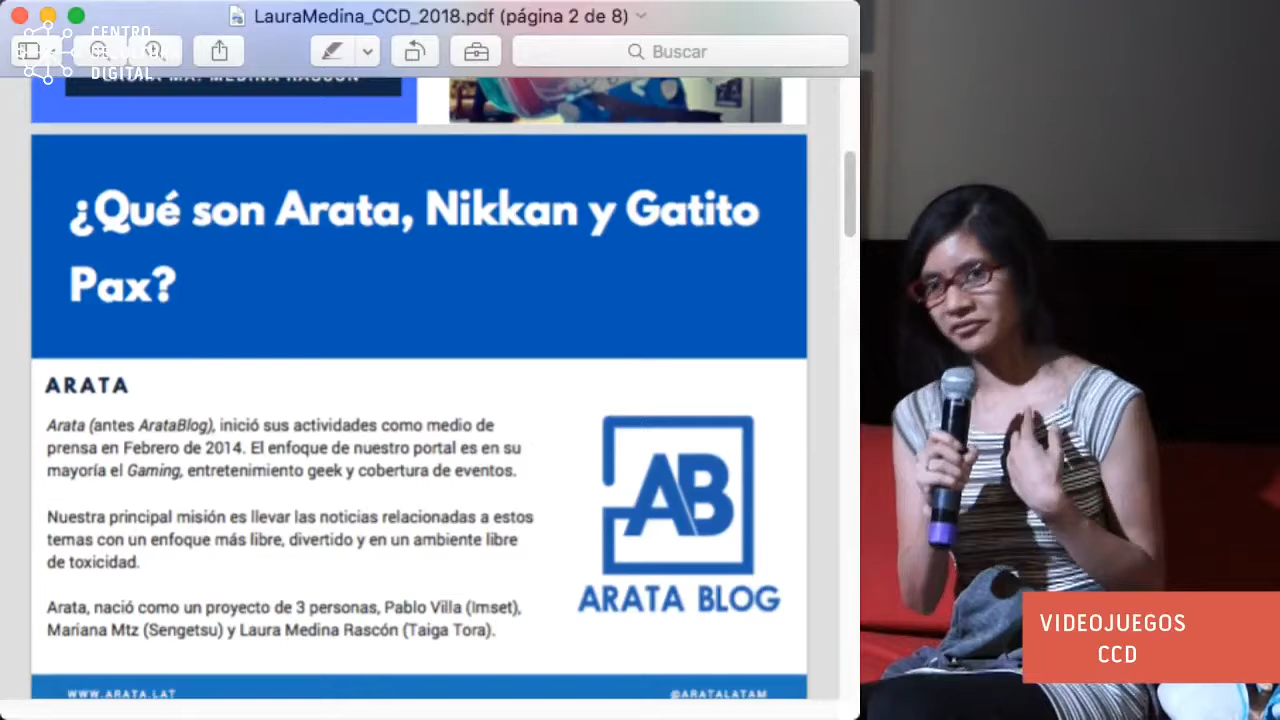 LauraMedina_CCD_2018.pdf (página 2 de 8)
CENTRO
DIGITAL
Buscar
MA. MEDINA RASCÓN
¿Qué son Arata, Nikkan y Gatito
Pax?
ARATA
Arata (antes ArataBlog), inició sus actividades como medio de
prensa en Febrero de 2014. El enfoque de nuestro portal es en su
mayoría el Gaming, entretenimiento geek y cobertura de eventos.
Nuestra principal misión es llevar las noticias relacionadas a estos
temas con un enfoque más libre, divertido y en un ambiente libre
de toxicidad.
Arata, nació como un proyecto de 3 personas, Pablo Villa (Imset),
Mariana Mtz (Sengetsu) y Laura Medina Rascón (Taiga Tora).
AB
ARATA BLOG
WWW.ARATA.LAT
@ARATALATAM
VIDEOJUEGOS
CCD